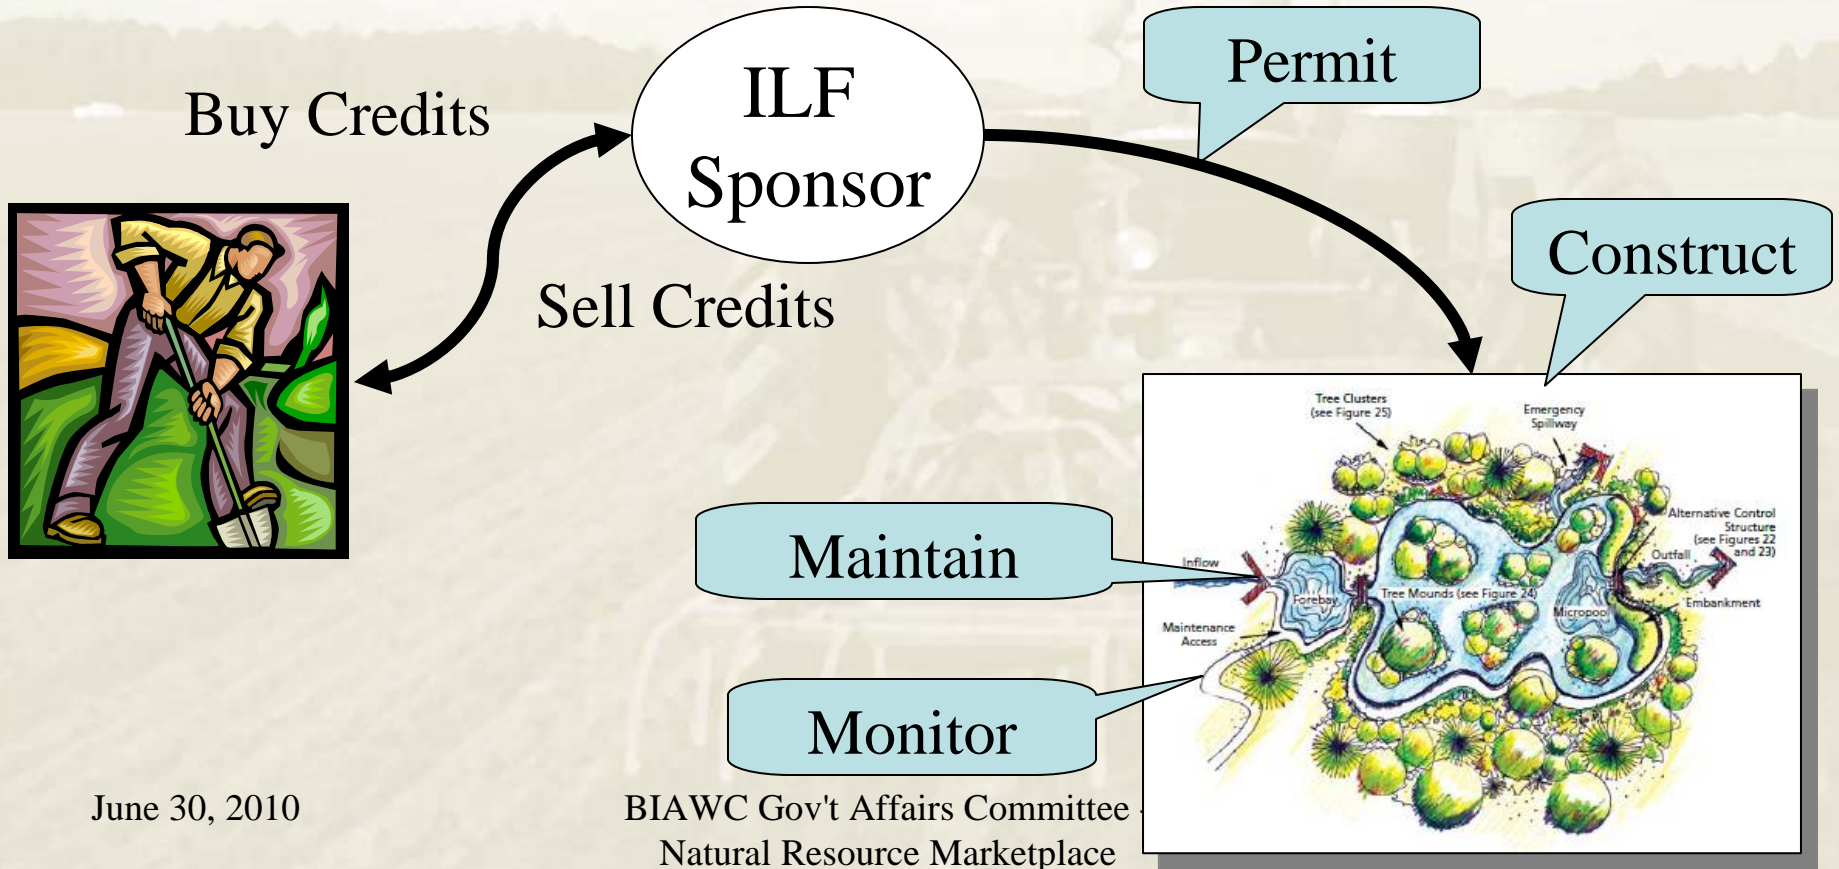 Buy Credits
ILF
Sponsor
Sell Credits
Permit
Construct
Maintain
Monitor
Tree Clusters
(see Figure 25)
Emergency
Spillway
Alternative Control
Structure
(see Figures 22
and 23)
Outfall
Inflow
Forebay
Tree Mounds (see Figure 24)
Micropool
Embankment
Maintenance
Access
June 30, 2010
BIAWC Gov't Affairs Committee -
Natural Resource Marketplace